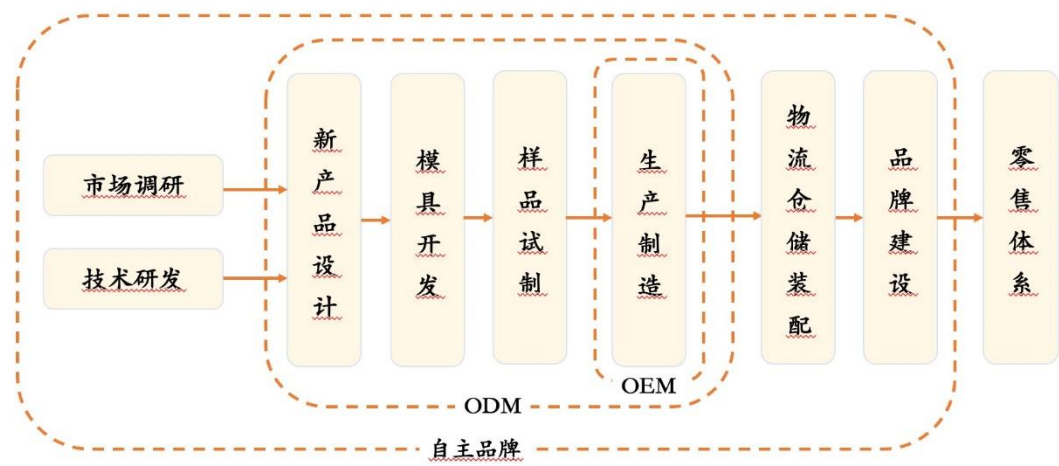 市场调研
技术研发
新产品设计
模具开发
样品试制
生产制造
物流仓储装配
品牌建设
零售体系
OEM
ODM
自主品牌